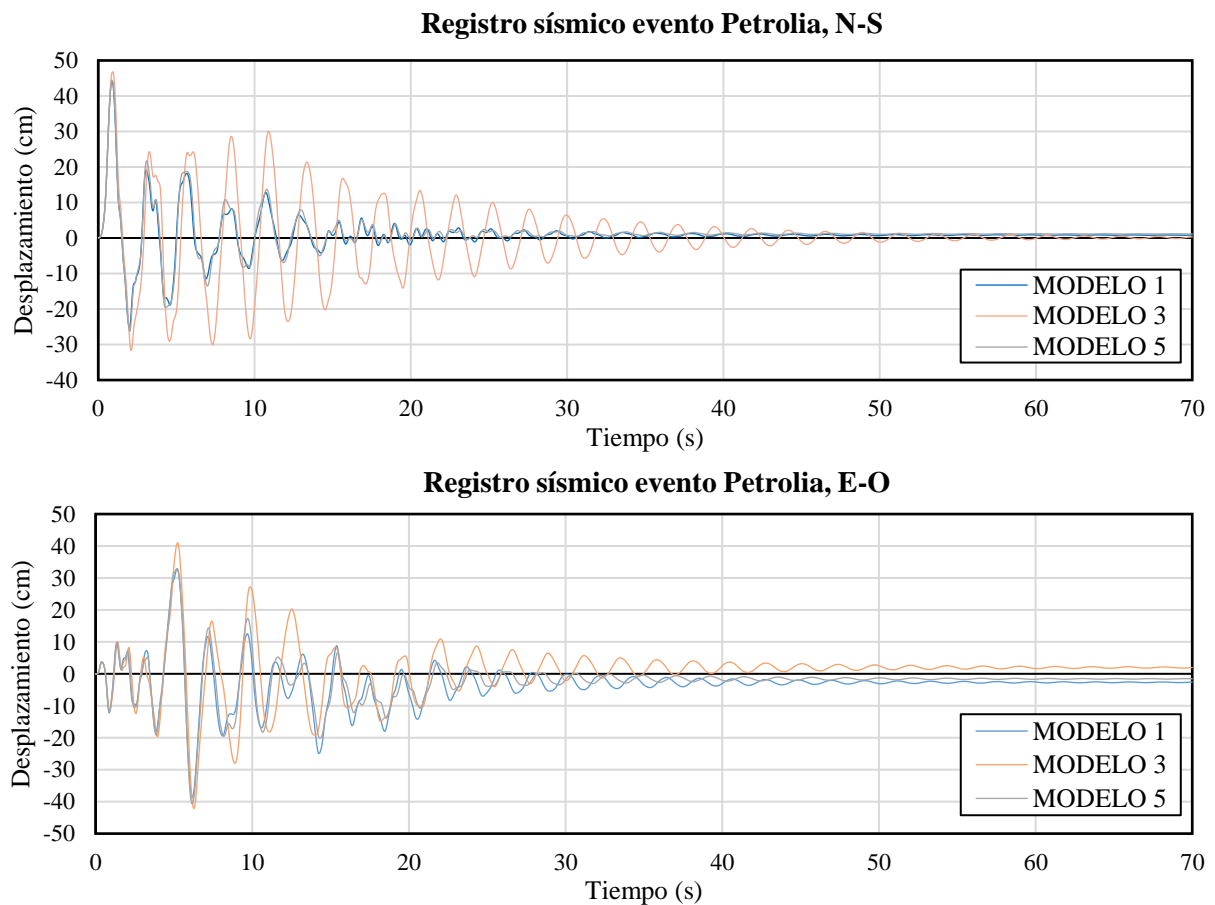 Registro sísmico evento Petrolia, N-S
Desplazamiento (cm)
50
40
30
20
10
0
-10
-20
-30
-40
MODELO 1
MODELO 3
MODELO 5
0 10 20 30 40 50 60 70
Tiempo (s)
Registro sísmico evento Petrolia, E-O
Desplazamiento (cm)
50
40
30
20
10
0
-10
-20
-30
-40
-50
MODELO 1
MODELO 3
MODELO 5
0 10 20 30 40 50 60 70
Tiempo (s)